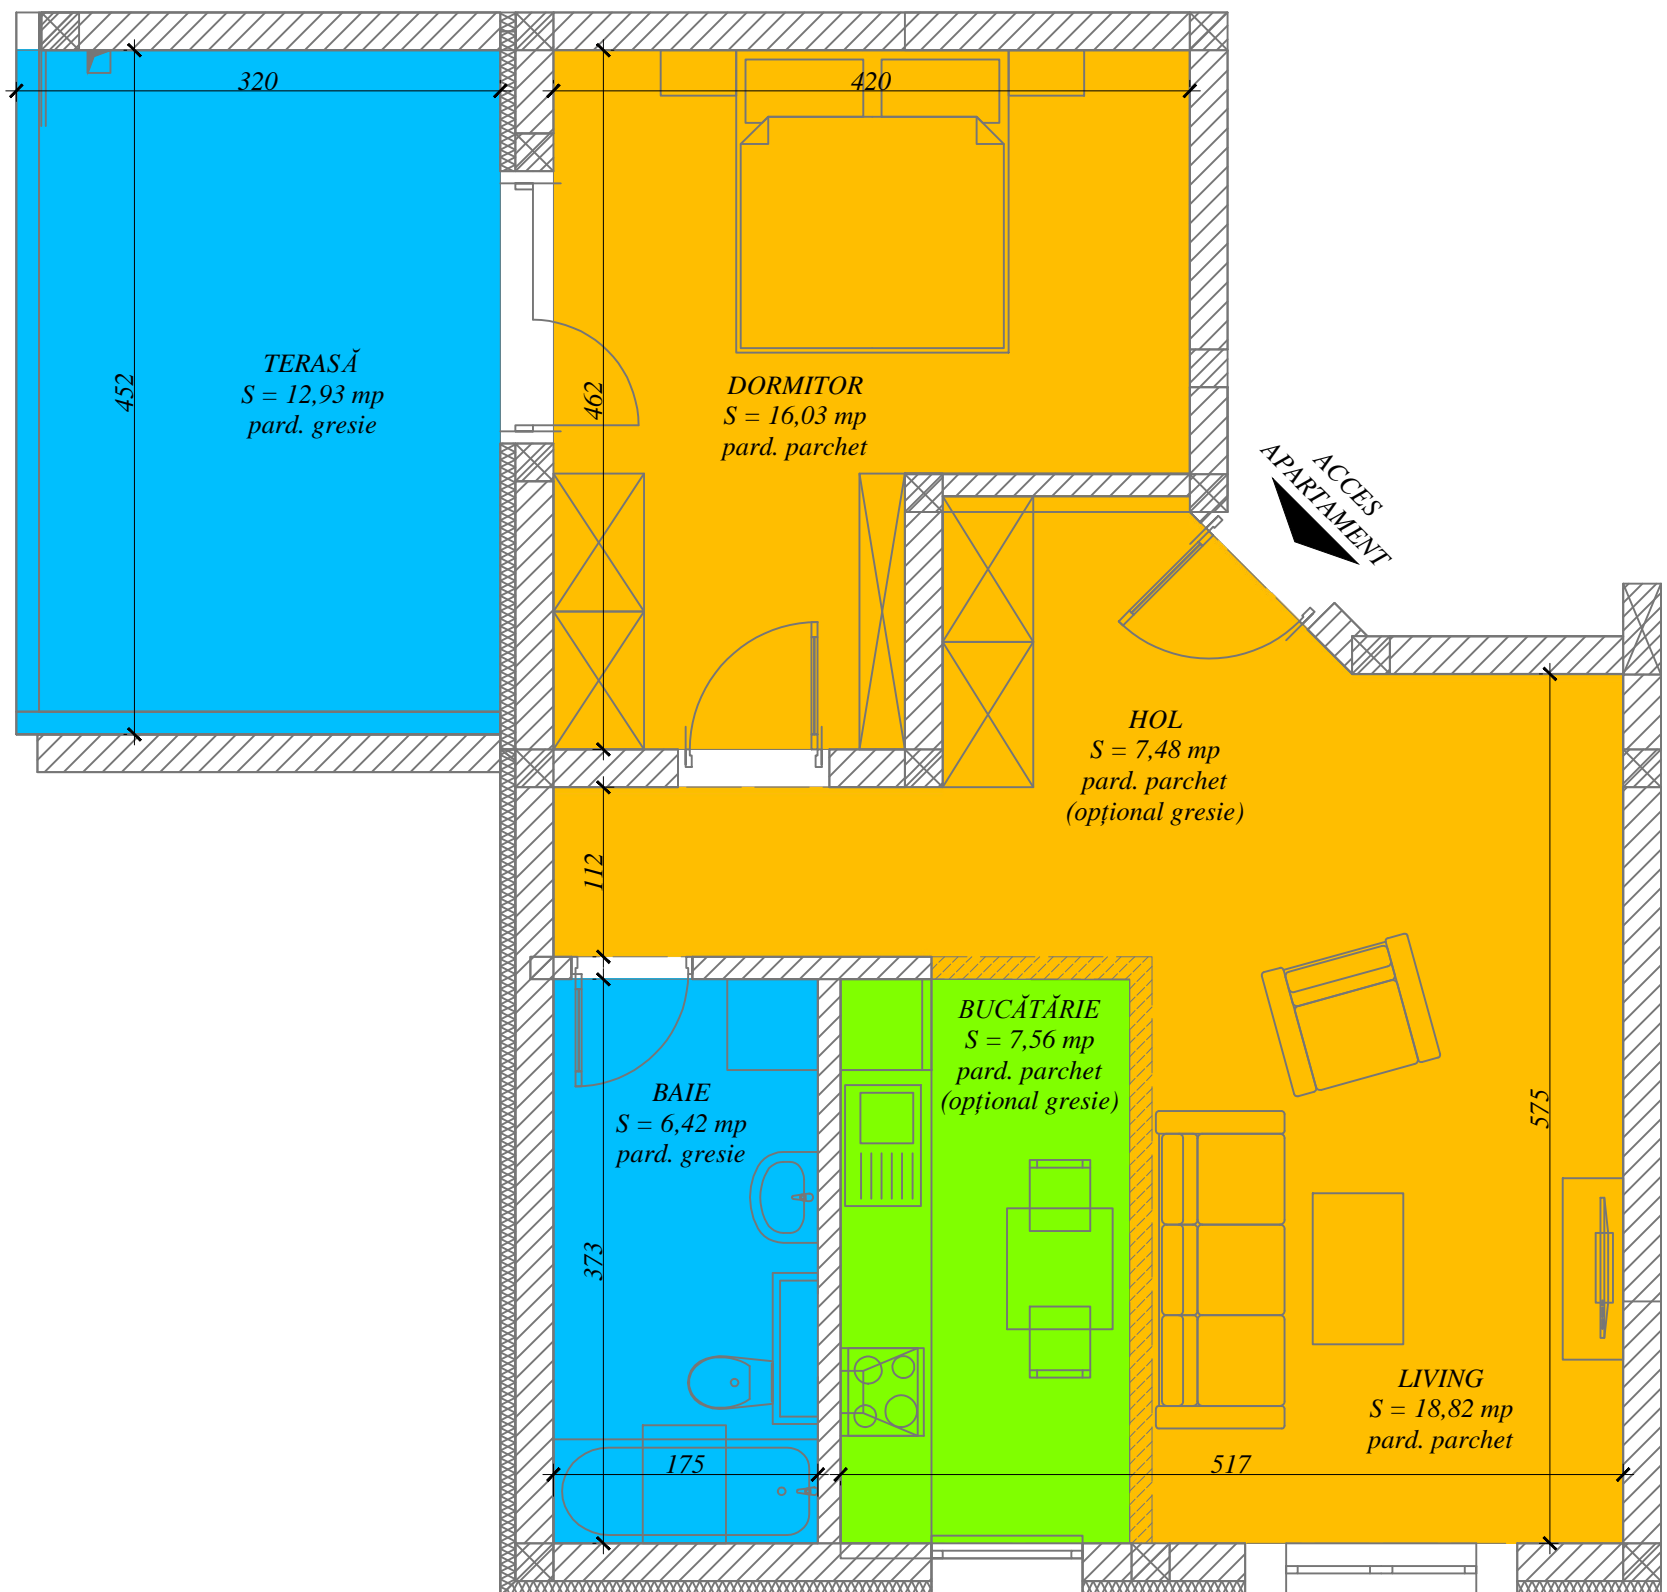 320
420
TERASĂ
S = 12,93 mp
pard. gresie
452
462
DORMITOR
S = 16,03 mp
pard. parchet
ACCES
APARTAMENT
HOL
S = 7,48 mp
pard. parchet
(opțional gresie)
112
BUCĂTĂRIE
S = 7,56 mp
pard. parchet
(opțional gresie)
BAIE
S = 6,42 mp
pard. gresie
575
373
LIVING
S = 18,82 mp
pard. parchet
175
517